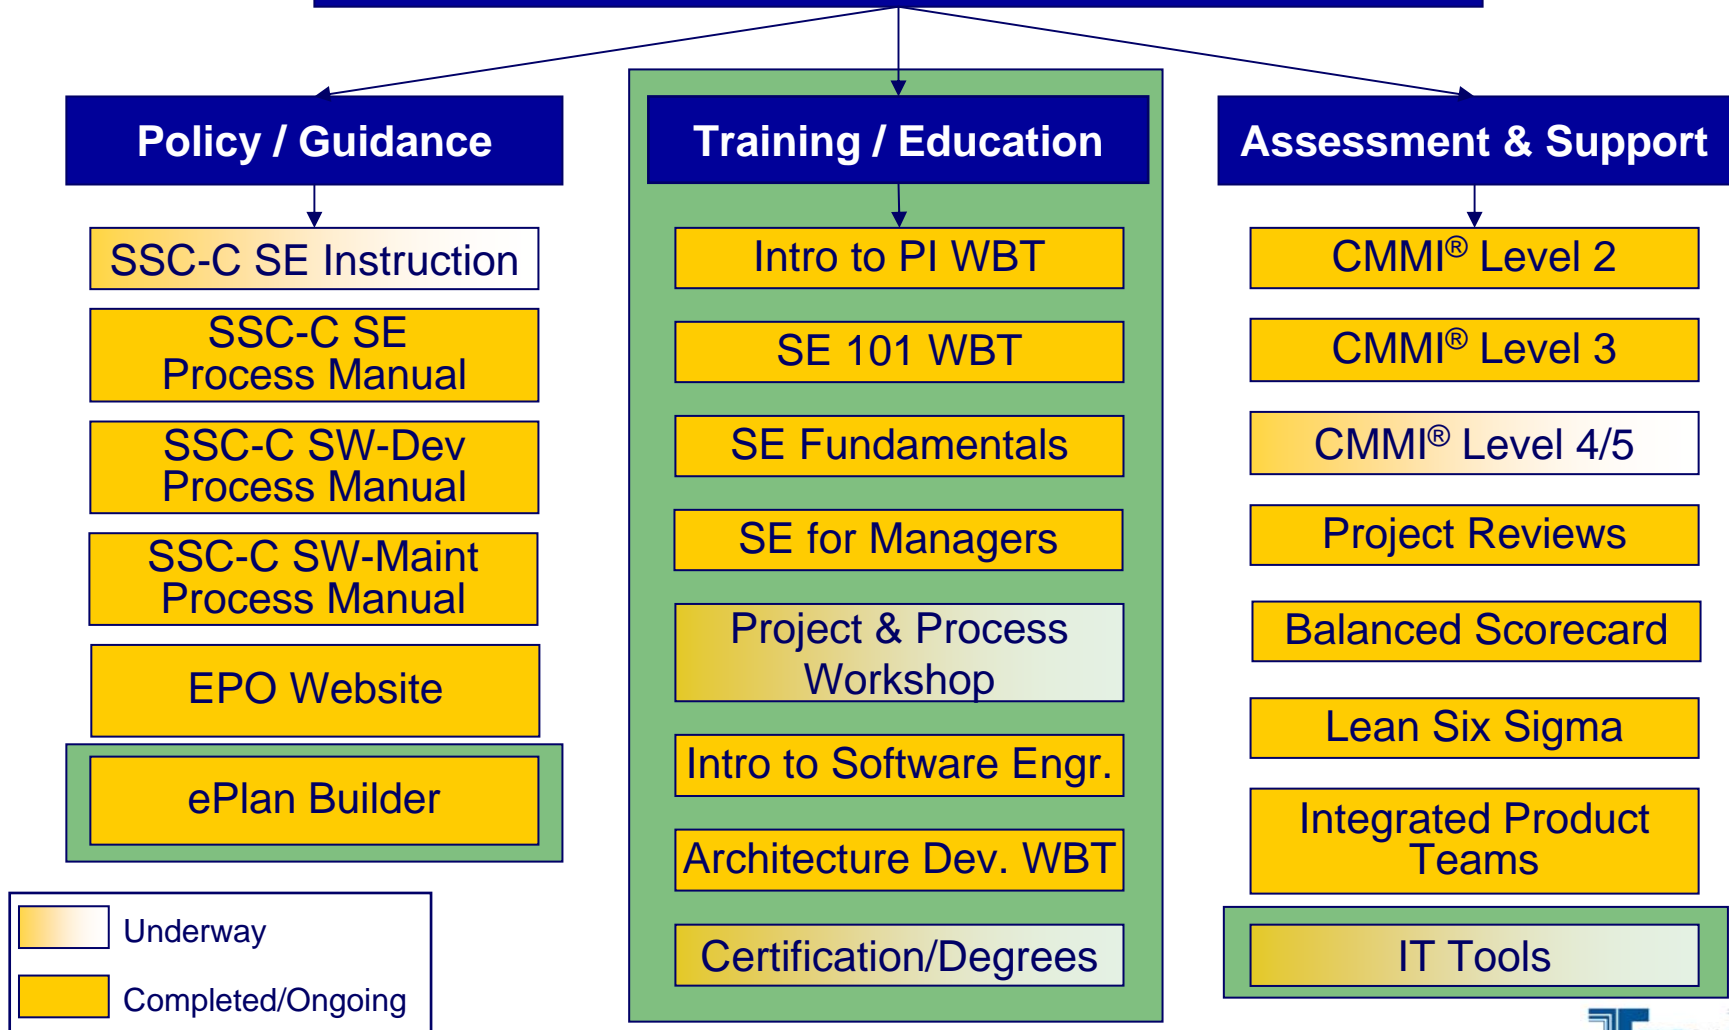 Policy / Guidance
SSC-C SE Instruction
SSC-C SE
Process Manual
SSC-C SW-Dev
Process Manual
SSC-C SW-Maint
Process Manual
EPO Website
ePlan Builder
Training / Education
Intro to PI WBT
SE 101 WBT
SE Fundamentals
SE for Managers
Project & Process
Workshop
Intro to Software Engr.
Architecture Dev. WBT
Certification/Degrees
Assessment & Support
CMMI® Level 2
CMMI® Level 3
CMMI® Level 4/5
Project Reviews
Balanced Scorecard
Lean Six Sigma
Integrated Product
Teams
IT Tools
Underway
Completed/Ongoing